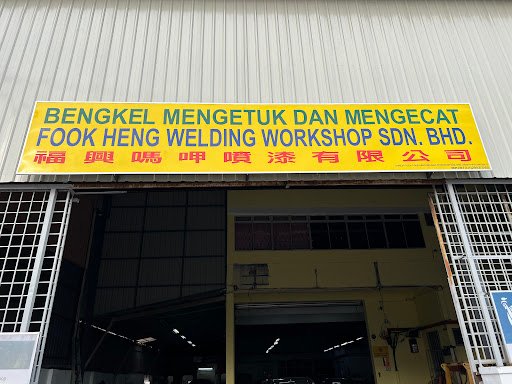 BENGKEL MENGETUK DAN MENGECAT
FOOK HENG WELDING WORKSHOP SDN. BHD.
福興嗎呷噴漆有限公司